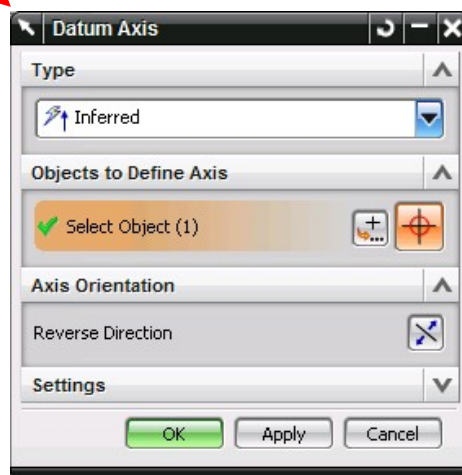 Datum Axis
Type
Inferred
Objects to Define Axis
Select Object (1)
Axis Orientation
Reverse Direction
Settings
OK Apply Cancel